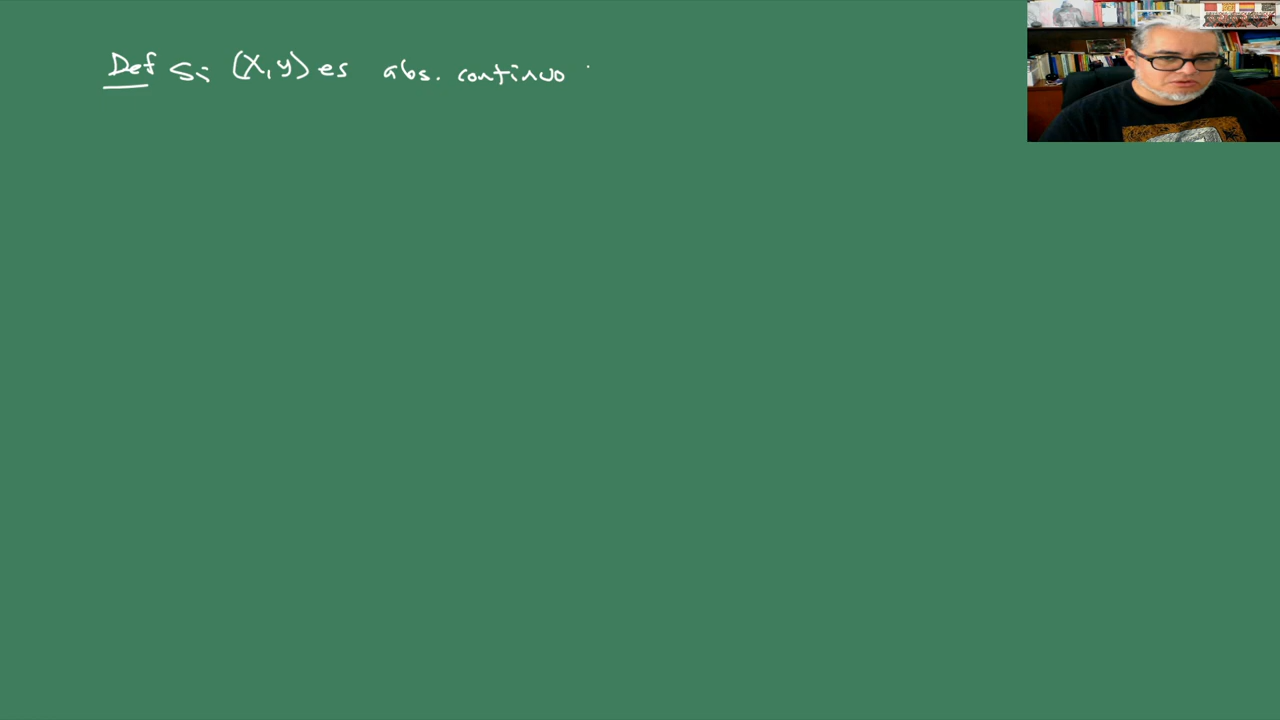 Def Si (X,Y) es abs. continuo